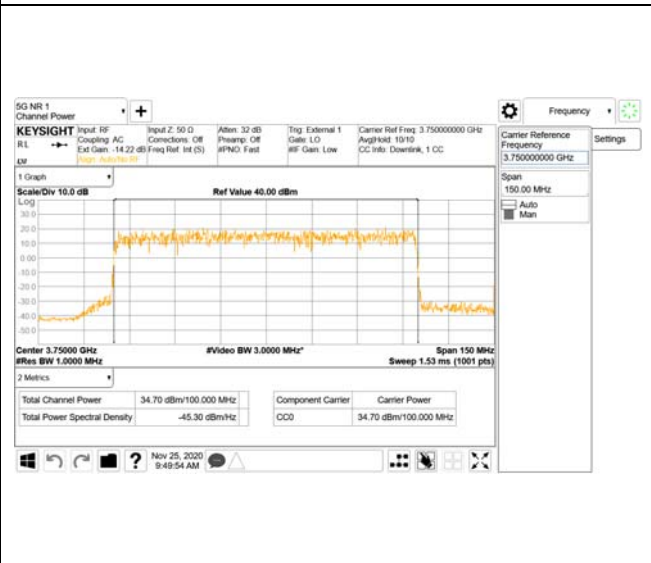 5G NR 1
Channel Power
Frequency
KEYSIGHT
RL
Input: RF
Coupling: AC
Ext Gain: -14.22 dB
Align: Auto/No RF
Input Z: 50 Ω
Corrections: Off
Freq Ref: Int (S)
Atten: 32 dB
Preamp: Off
#PNO: Fast
Trig: External 1
Gate: LO
#IF Gain: Low
Carrier Ref Freq: 3.750000000 GHz
Avg|Hold: 10/10
CC Info: Downlink, 1 CC
Carrier Reference
Frequency
3.750000000 GHz
Settings
Span
150.00 MHz
Auto
Man
1 Graph
Scale/Div 10.0 dB
Ref Value 40.00 dBm
Log
30.0
20.0
10.0
0.00
-10.0
-20.0
-30.0
-40.0
-50.0
Center 3.75000 GHz
#Video BW 3.0000 MHz*
Span 150 MHz
#Res BW 1.0000 MHz
Sweep 1.53 ms (1001 pts)
2 Metrics
Total Channel Power
34.70 dBm/100.000 MHz
Total Power Spectral Density
-45.30 dBm/Hz
Component Carrier
Carrier Power
CC0
34.70 dBm/100.000 MHz
Nov 25, 2020
9:49:54 AM